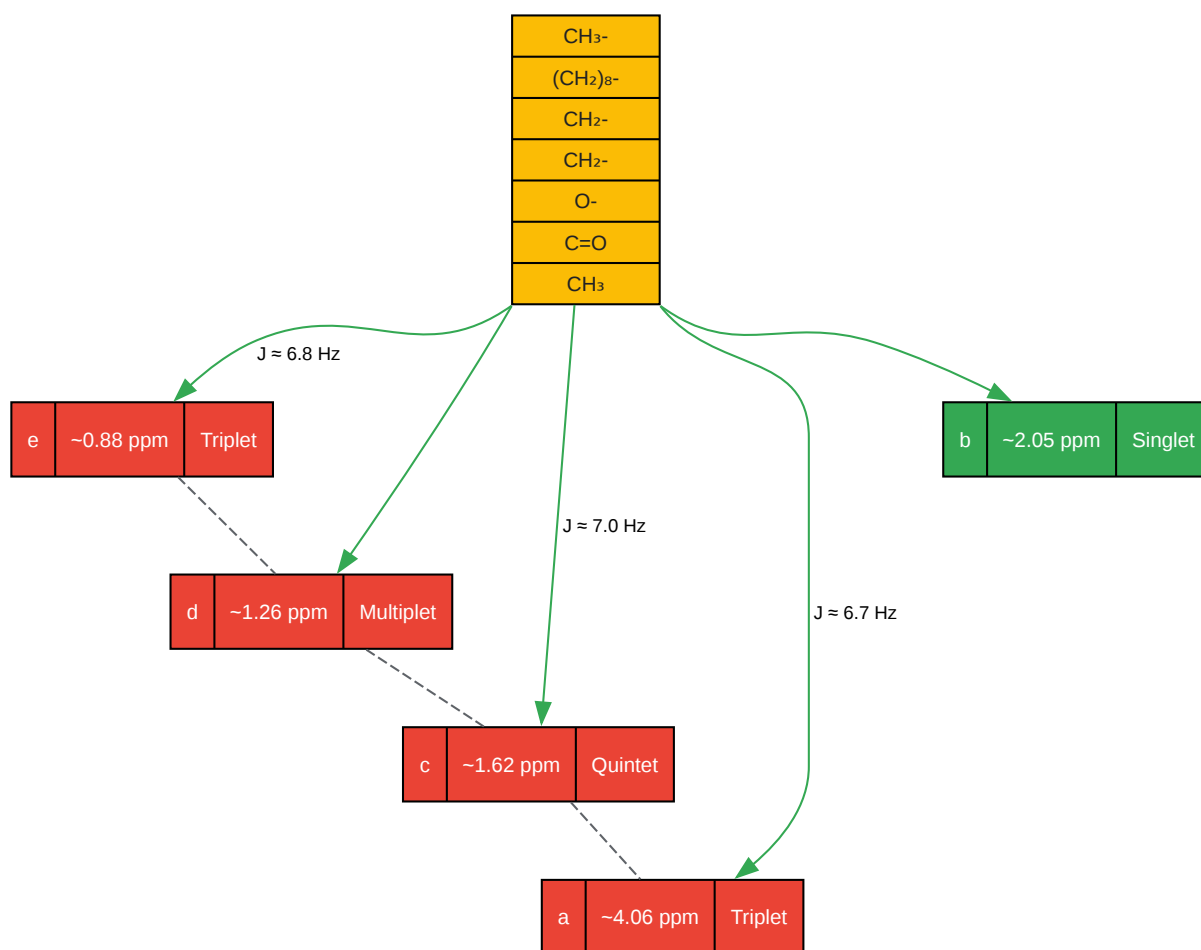 CH₃-
(CH₂)₈-
CH₂-
CH₂-
O-
C=O
CH₃
J ≈ 6.8 Hz
e ~0.88 ppm Triplet
b ~2.05 ppm Singlet
J ≈ 7.0 Hz
d ~1.26 ppm Multiplet
J ≈ 6.7 Hz
c ~1.62 ppm Quintet
a ~4.06 ppm Triplet